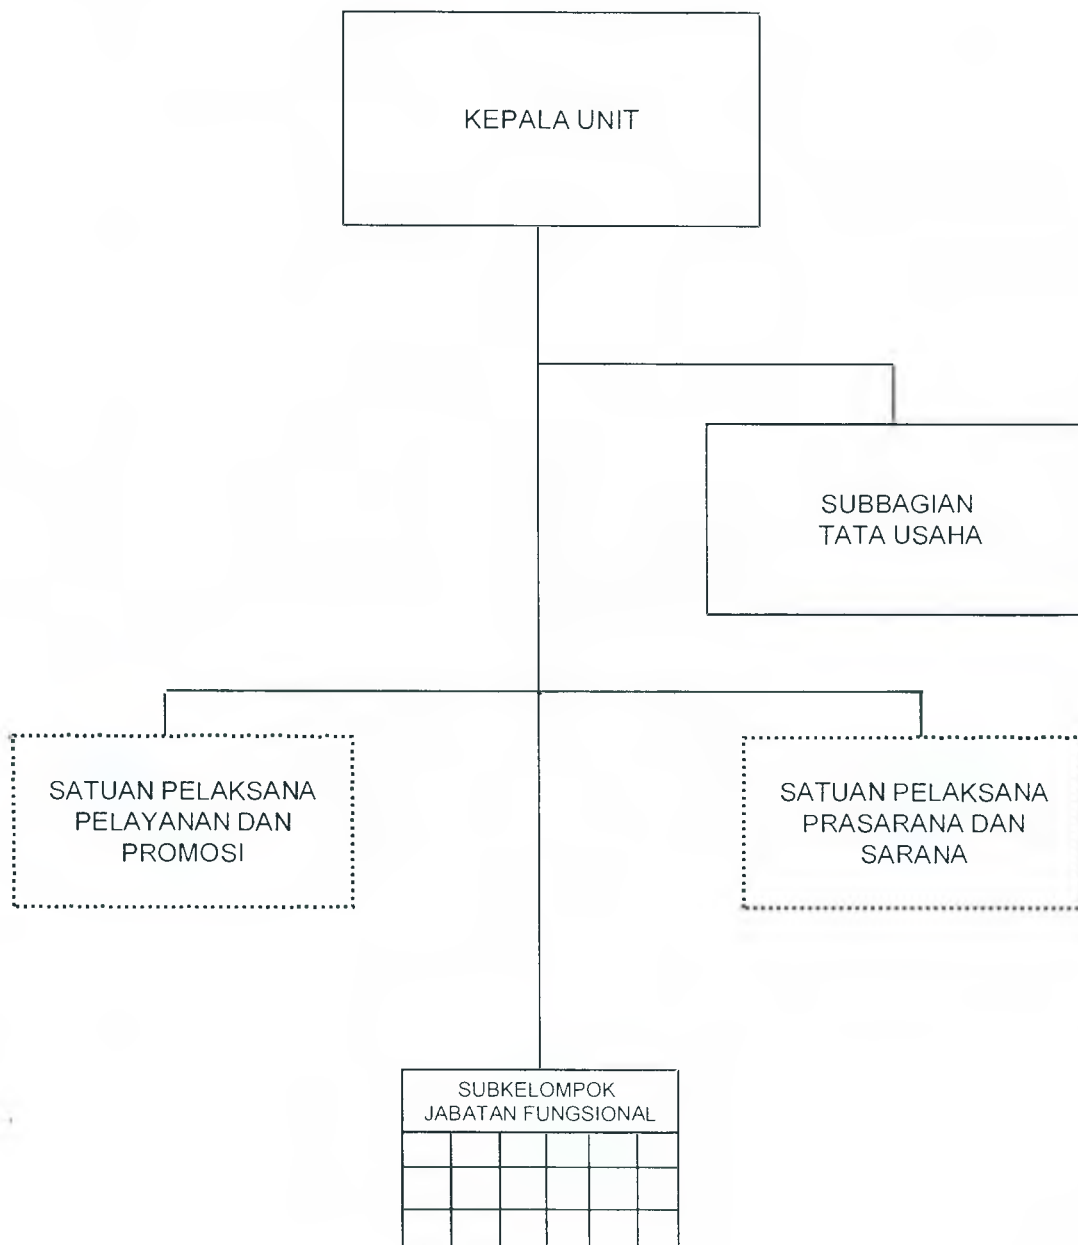 KEPALA UNIT
SUBBAGIAN
TATA USAHA
SATUAN PELAKSANA
PELAYANAN DAN
PROMOSI
SATUAN PELAKSANA
PRASARANA DAN
SARANA
SUBKELOMPOK
JABATAN FUNGSIONAL